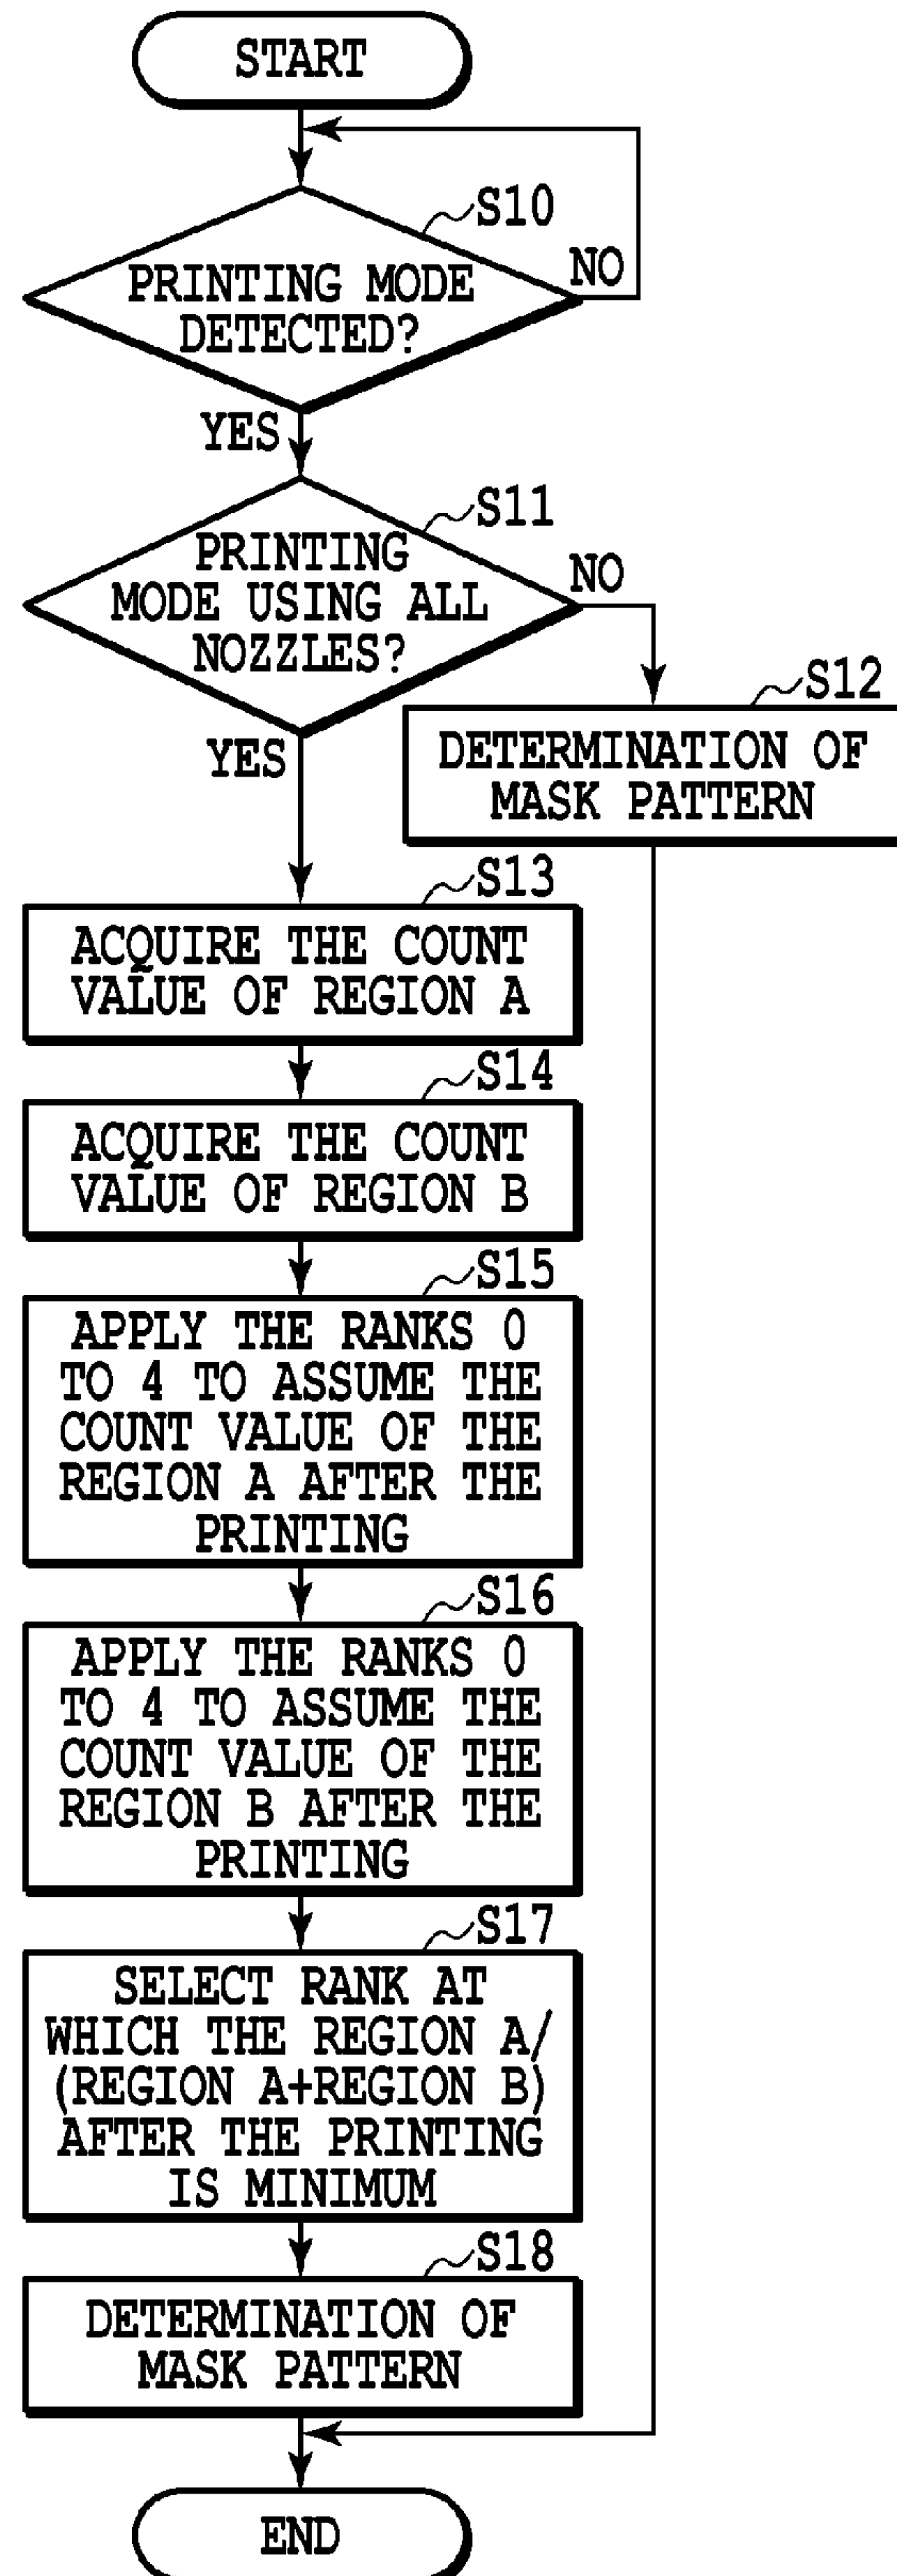 START
S10
NO
PRINTING MODE
DETECTED?
YES
S11
PRINTING
MODE USING ALL
NOZZLES?
NO
YES
S12
DETERMINATION OF
MASK PATTERN
S13
ACQUIRE THE COUNT
VALUE OF REGION A
S14
ACQUIRE THE COUNT
VALUE OF REGION B
S15
APPLY THE RANKS 0
TO 4 TO ASSUME THE
COUNT VALUE OF THE
REGION A AFTER THE
PRINTING
S16
APPLY THE RANKS 0
TO 4 TO ASSUME THE
COUNT VALUE OF THE
REGION B AFTER THE
PRINTING
S17
SELECT RANK AT
WHICH THE REGION A/
(REGION A+REGION B)
AFTER THE PRINTING
IS MINIMUM
S18
DETERMINATION OF
MASK PATTERN
END